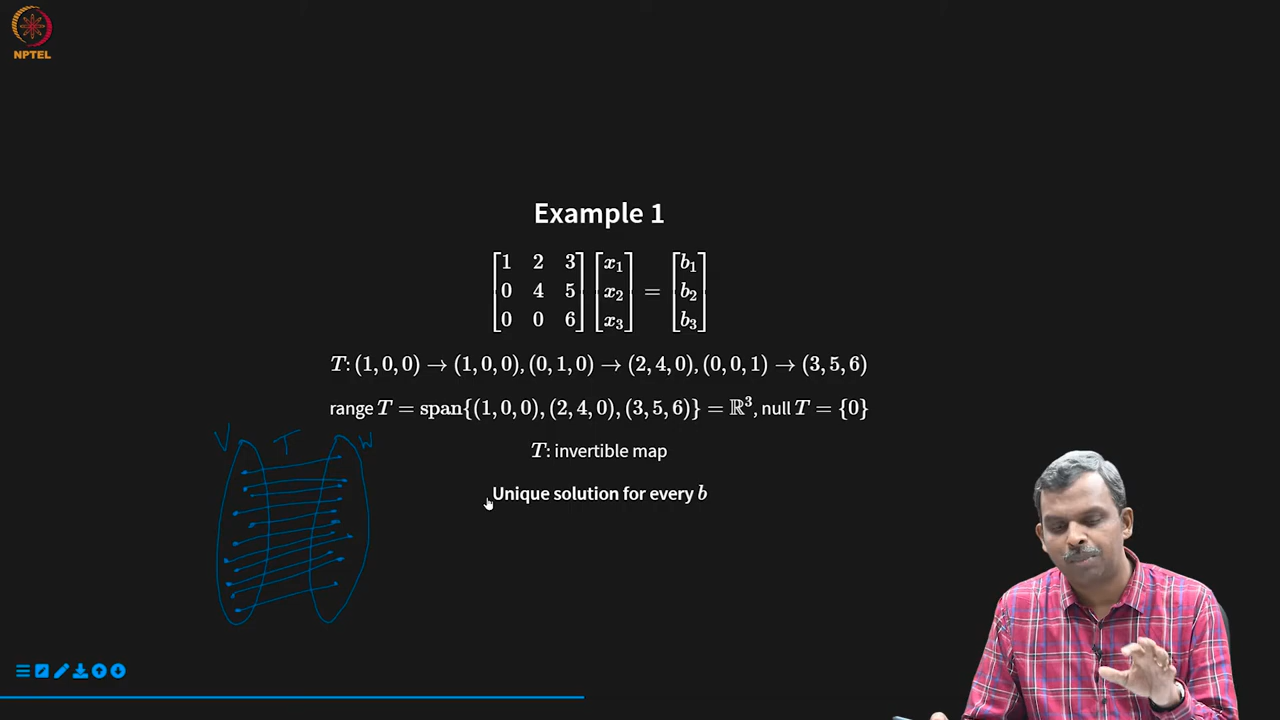 NPTEL
Example 1
[1 2 3; 0 4 5; 0 0 6] [x₁; x₂; x₃] = [b₁; b₂; b₃]
T: (1, 0, 0) → (1, 0, 0), (0, 1, 0) → (2, 4, 0), (0, 0, 1) → (3, 5, 6)
range T = span{(1, 0, 0), (2, 4, 0), (3, 5, 6)} = ℝ³, null T = {0}
V T W
T: invertible map
Unique solution for every b